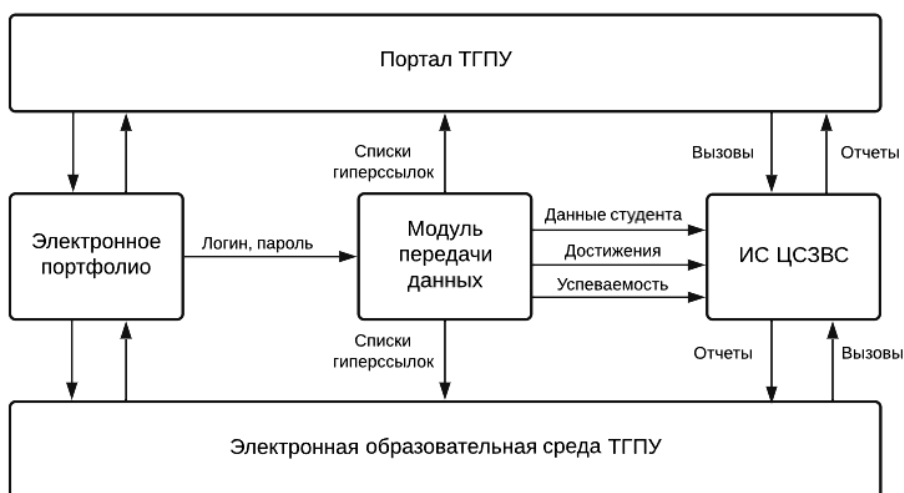 Портал ТГПУ
Списки
гиперссылок
Вызовы
Отчеты
Электронное
портфолио
Логин, пароль
Модуль
передачи
данных
Данные студента
Достижения
Успеваемость
ИС ЦСЗВС
Списки
гиперссылок
Отчеты
Вызовы
Электронная образовательная среда ТГПУ